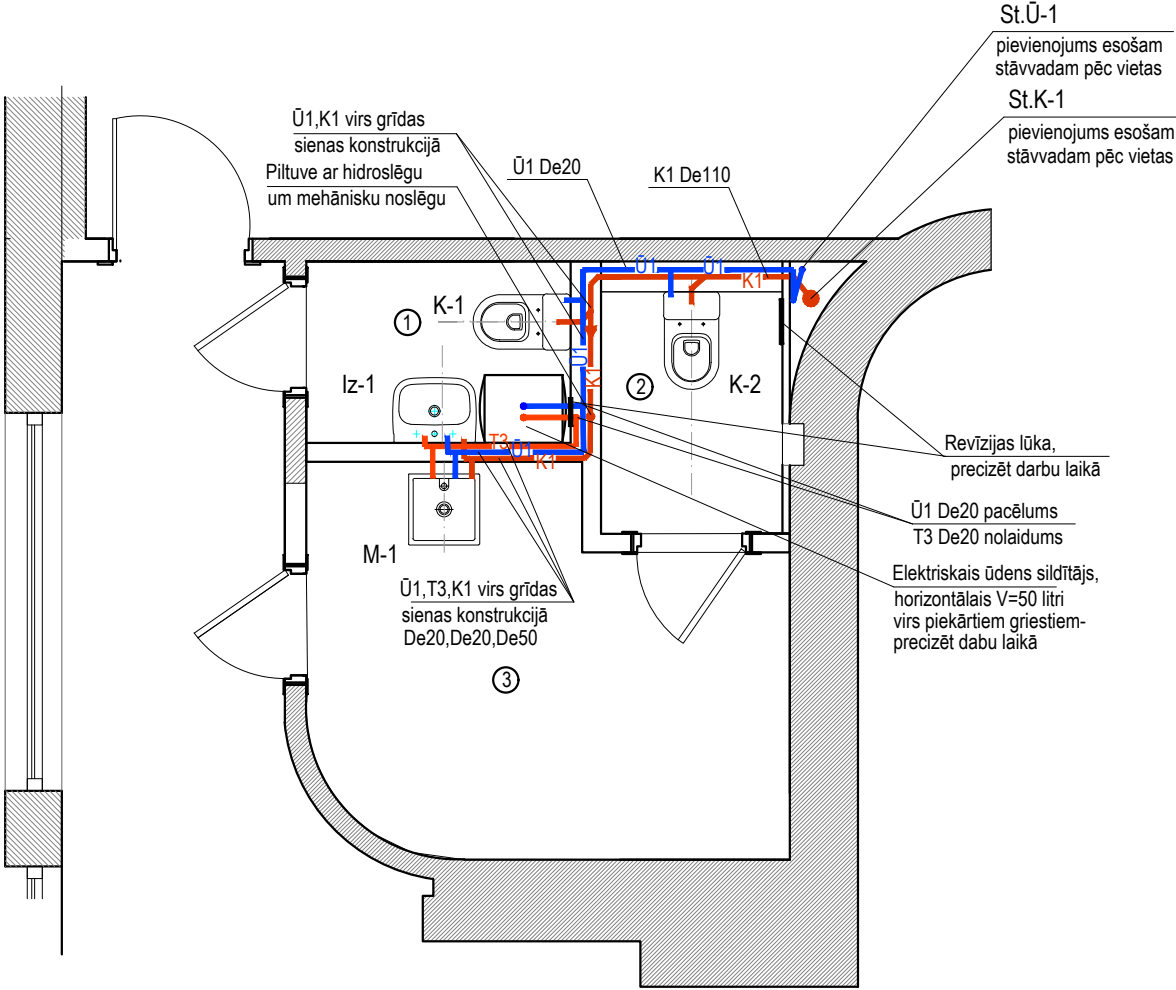 St.Ū-1
pievienojums esošam
stāvvadam pēc vietas
St.K-1
pievienojums esošam
stāvvadam pēc vietas
Ū1,K1 virs grīdas
sienas konstrukcijā
Piltuve ar hidroslēgu
um mehānisku noslēgu
Ū1 De20
K1 De110
Ū1
Ū1
K1
K-1
1
Ū1
K1
Iz-1
2
K-2
T3
Ū1
K1
Revīzijas lūka,
precizēt darbu laikā
Ū1 De20 pacēlums
T3 De20 nolaidums
M-1
Elektriskais ūdens sildītājs,
horizontālais V=50 litri
virs piekārtiem griestiem-
precizēt dabu laikā
Ū1,T3,K1 virs grīdas
sienas konstrukcijā
De20,De20,De50
3